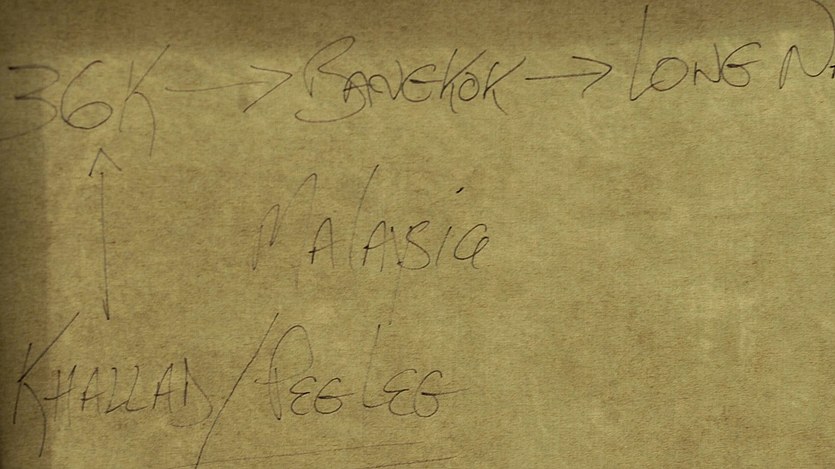 36K → BANGKOK → LONG
MALASIA
KHALLAD/PEG LEG